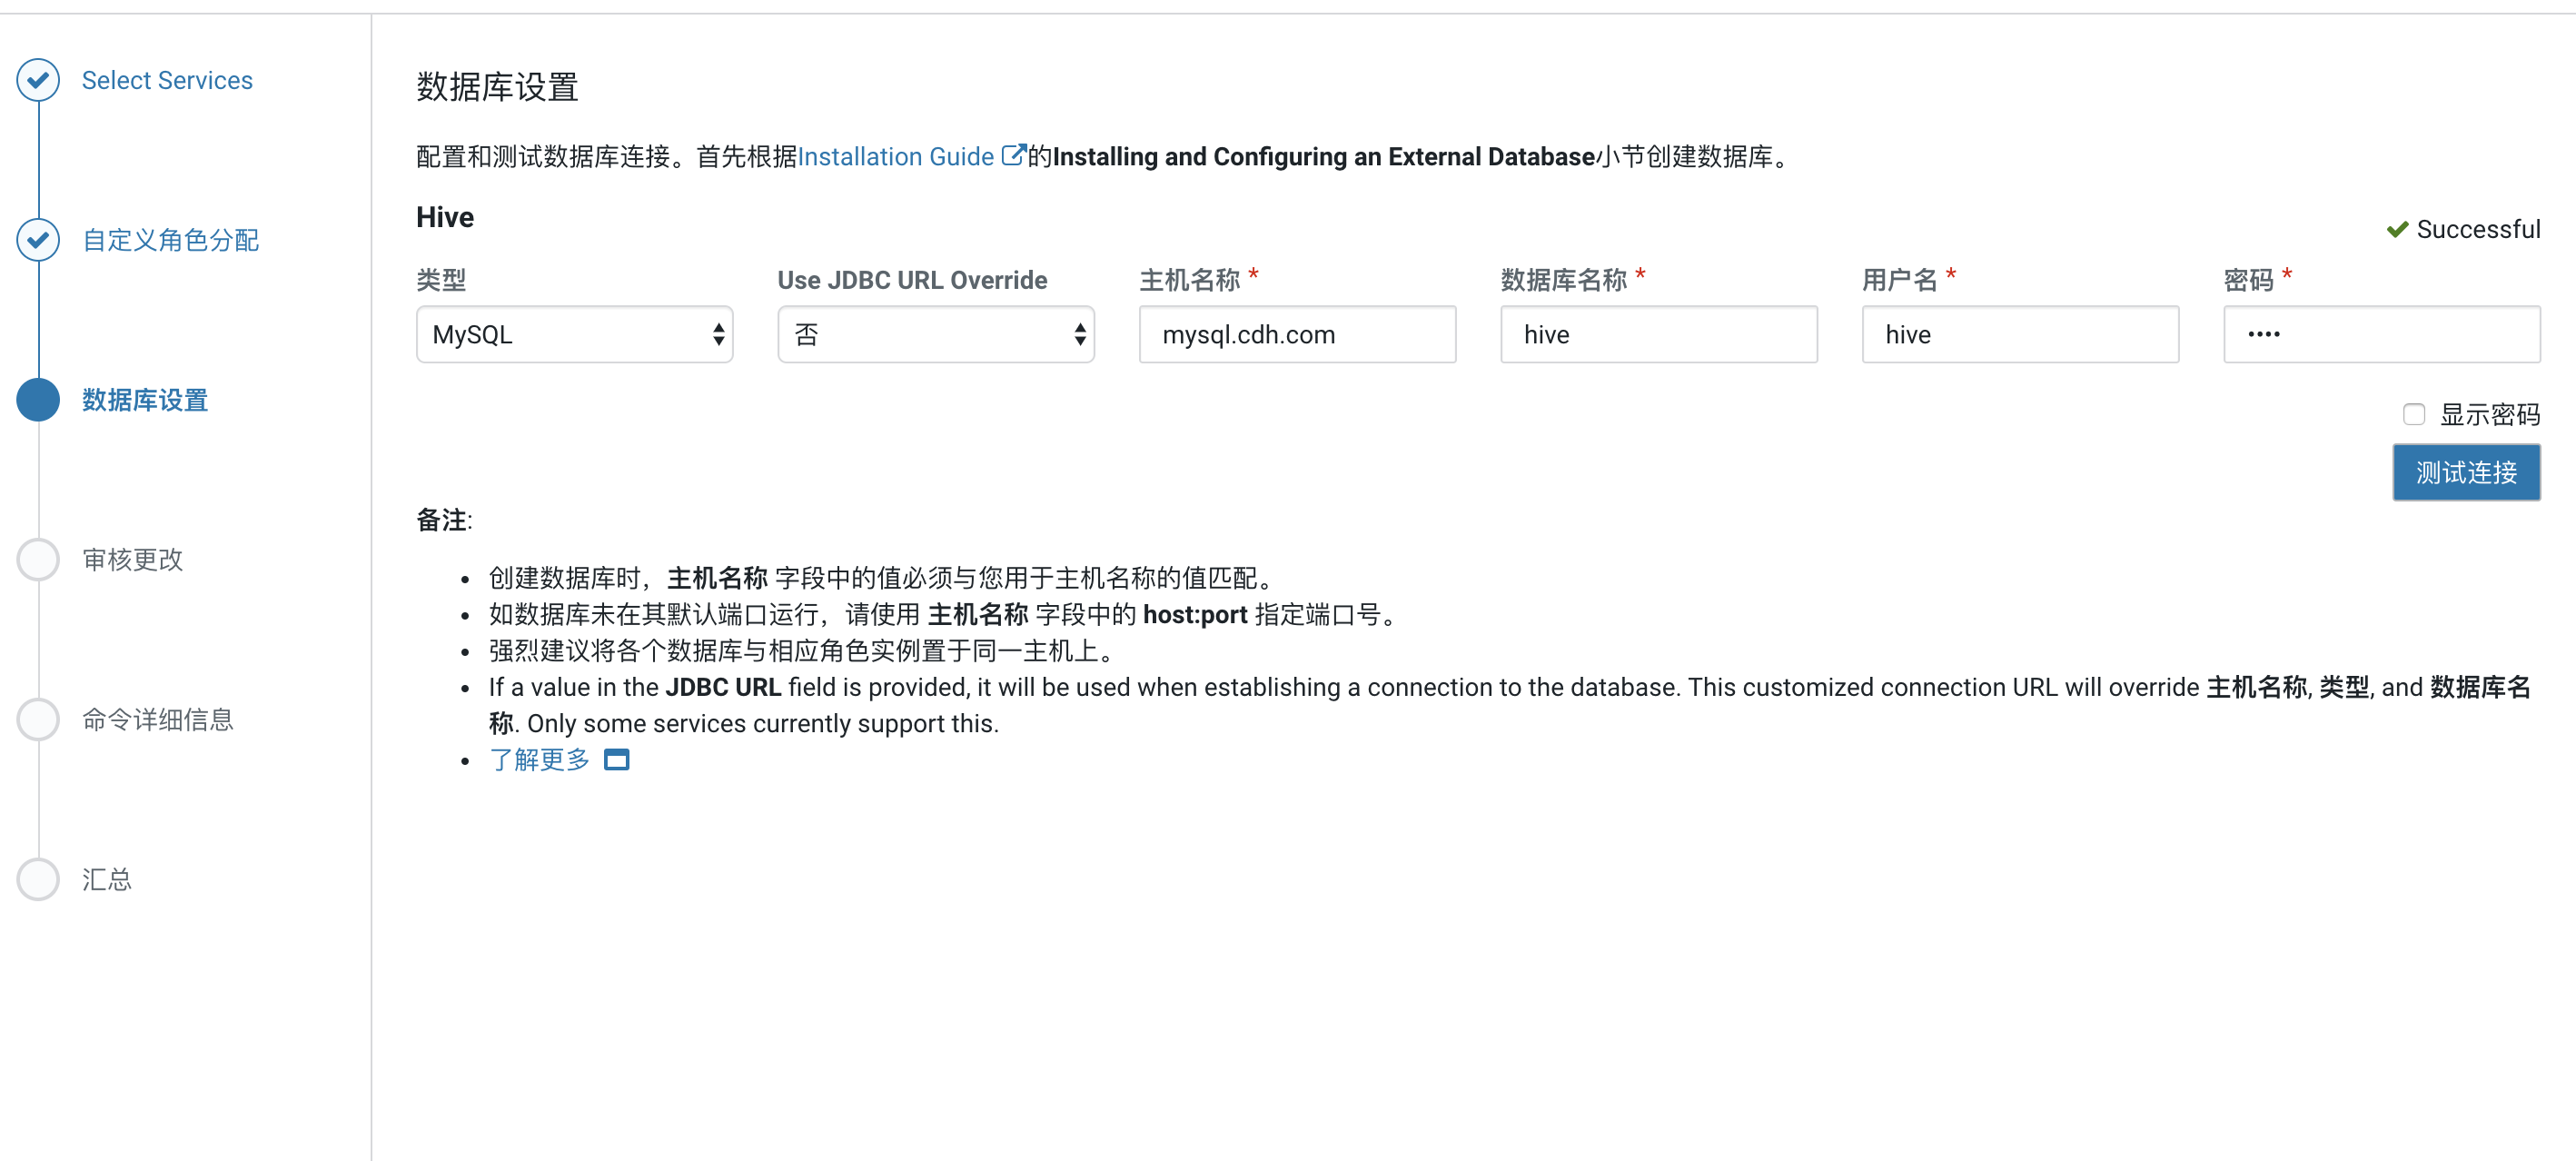 Select Services
自定义角色分配
数据库设置
审核更改
命令详细信息
汇总
数据库设置
配置和测试数据库连接。首先根据Installation Guide 的Installing and Configuring an External Database小节创建数据库。
Hive
Successful
类型
Use JDBC URL Override
主机名称 *
数据库名称 *
用户名 *
密码 *
MySQL
否
mysql.cdh.com
hive
hive
••••
显示密码
测试连接
备注:
• 创建数据库时，主机名称 字段中的值必须与您用于主机名称的值匹配。
• 如数据库未在其默认端口运行，请使用 主机名称 字段中的 host:port 指定端口号。
• 强烈建议将各个数据库与相应角色实例置于同一主机上。
• If a value in the JDBC URL field is provided, it will be used when establishing a connection to the database. This customized connection URL will override 主机名称, 类型, and 数据库名
称. Only some services currently support this.
• 了解更多